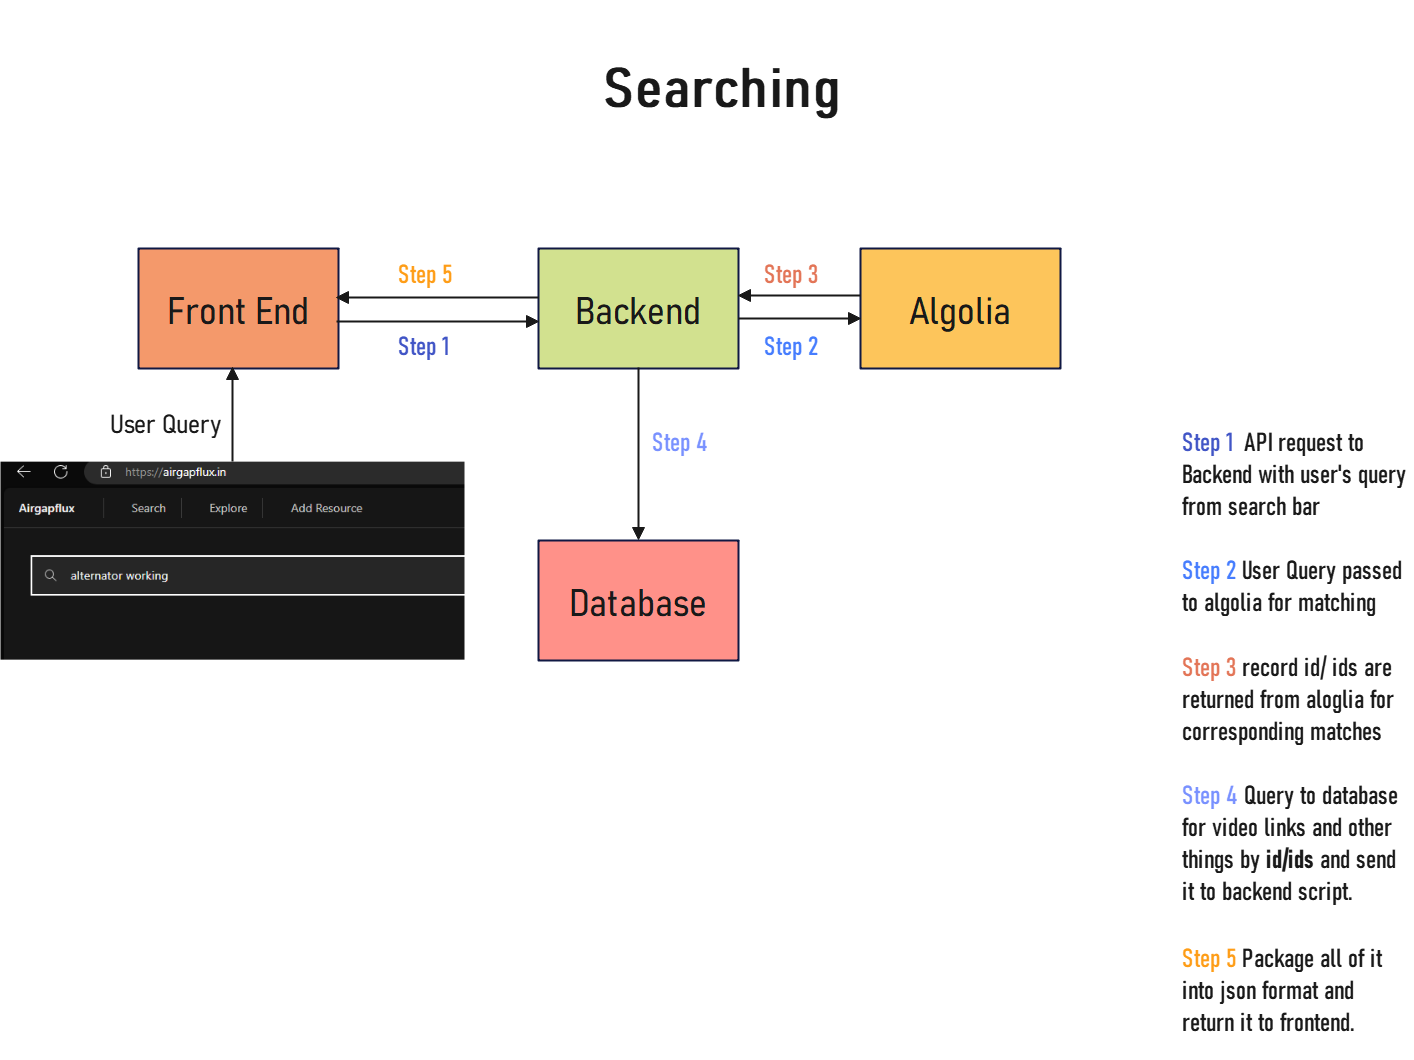 Searching
Front End
Step 5
Step 1
Backend
Step 3
Step 2
Algolia
User Query
Step 4
Database
https://airgapflux.in
Airgapflux
Search
Explore
Add Resource
alternator working
Step 1 API request to
Backend with user's query
from search bar
Step 2 User Query passed
to algolia for matching
Step 3 record id/ ids are
returned from aloglia for
corresponding matches
Step 4 Query to database
for video links and other
things by id/ids and send
it to backend script.
Step 5 Package all of it
into json format and
return it to frontend.